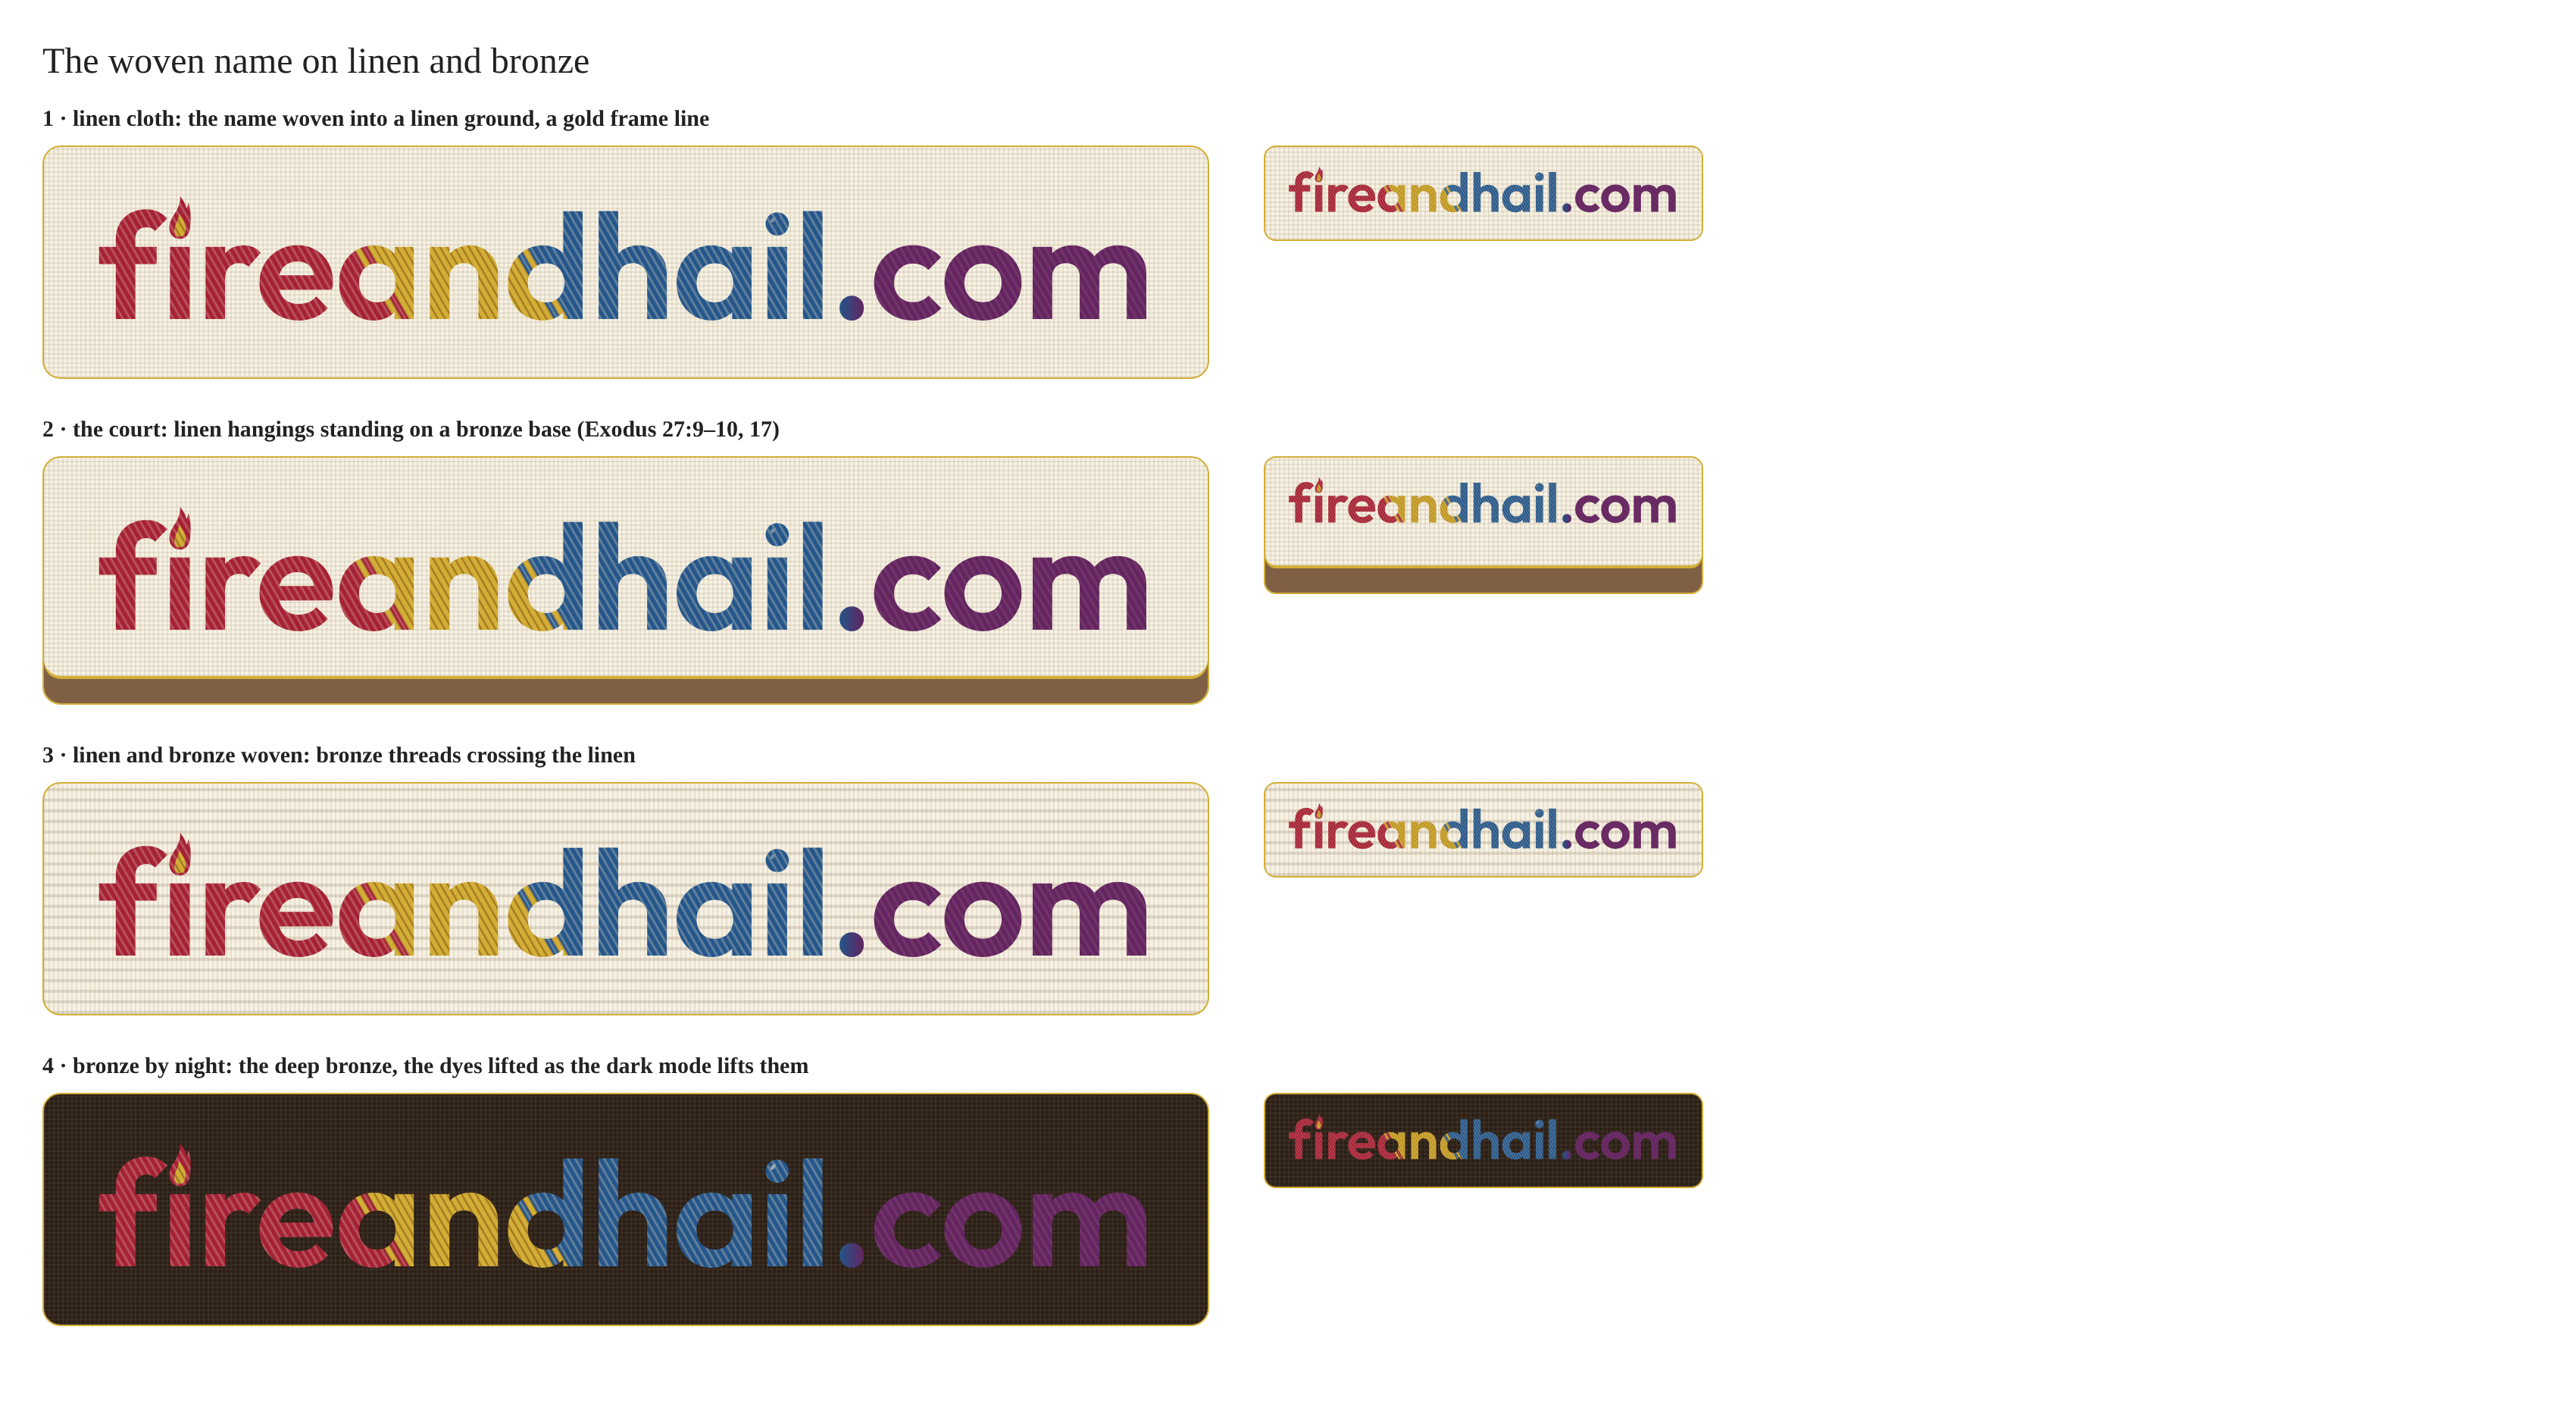 The woven name on linen and bronze
1 · linen cloth: the name woven into a linen ground, a gold frame line
fireandhail.com
fireandhail.com
2 · the court: linen hangings standing on a bronze base (Exodus 27:9–10, 17)
fireandhail.com
fireandhail.com
3 · linen and bronze woven: bronze threads crossing the linen
fireandhail.com
fireandhail.com
4 · bronze by night: the deep bronze, the dyes lifted as the dark mode lifts them
fireandhail.com
fireandhail.com